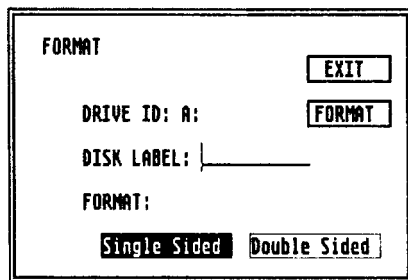 FORMAT
EXIT
DRIVE ID: A:
FORMAT
DISK LABEL:
FORMAT:
Single Sided Double Sided